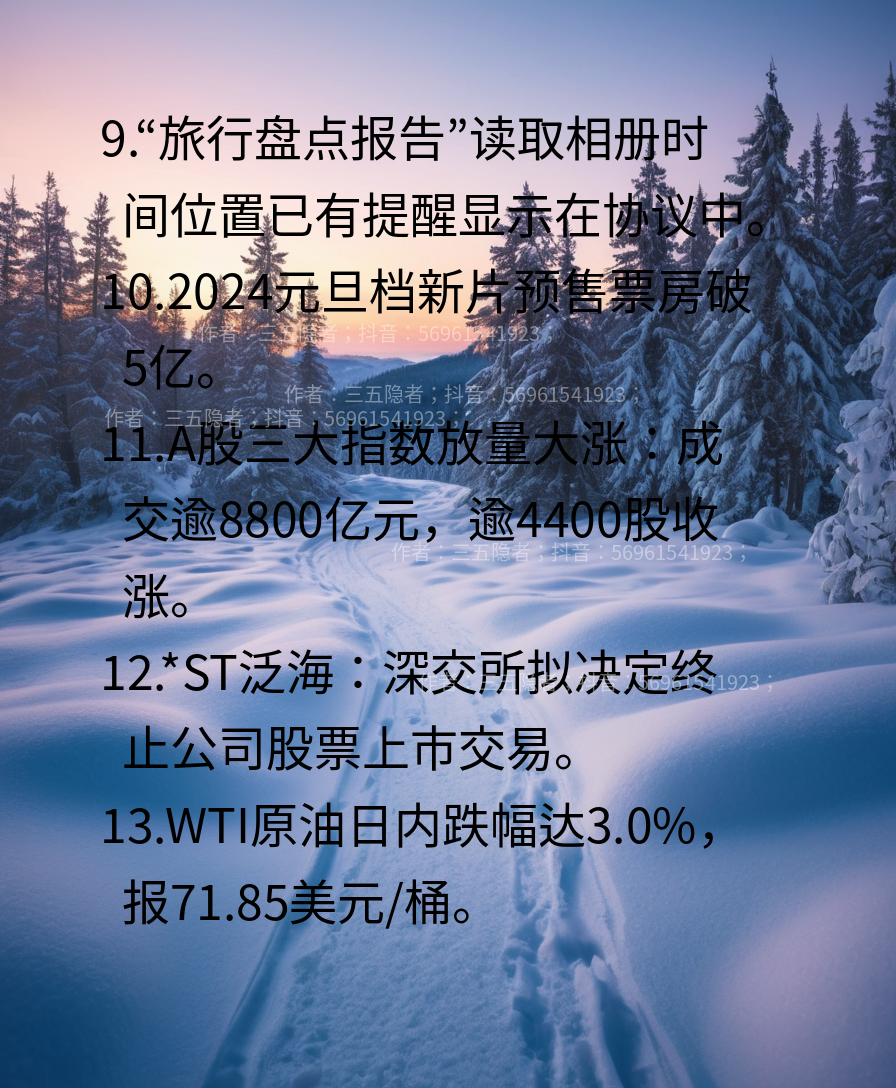 9.“旅行盘点报告”读取相册时
间位置已有提醒显示在协议中。
10.2024元旦档新片预售票房破
作者：三五隐者；抖音：56961541923；
5亿。
作者：三五隐者；抖音：56961541923；
作者：三五隐者；抖音：56961541923；
11.A股三大指数放量大涨：成
交逾8800亿元，逾4400股收
作者：三五隐者；抖音：56961541923；
涨。
12.*ST泛海：深交所拟决定终
作者：三五隐者；抖音：56961541923；
止公司股票上市交易。
13.WTI原油日内跌幅达3.0%，
报71.85美元/桶。